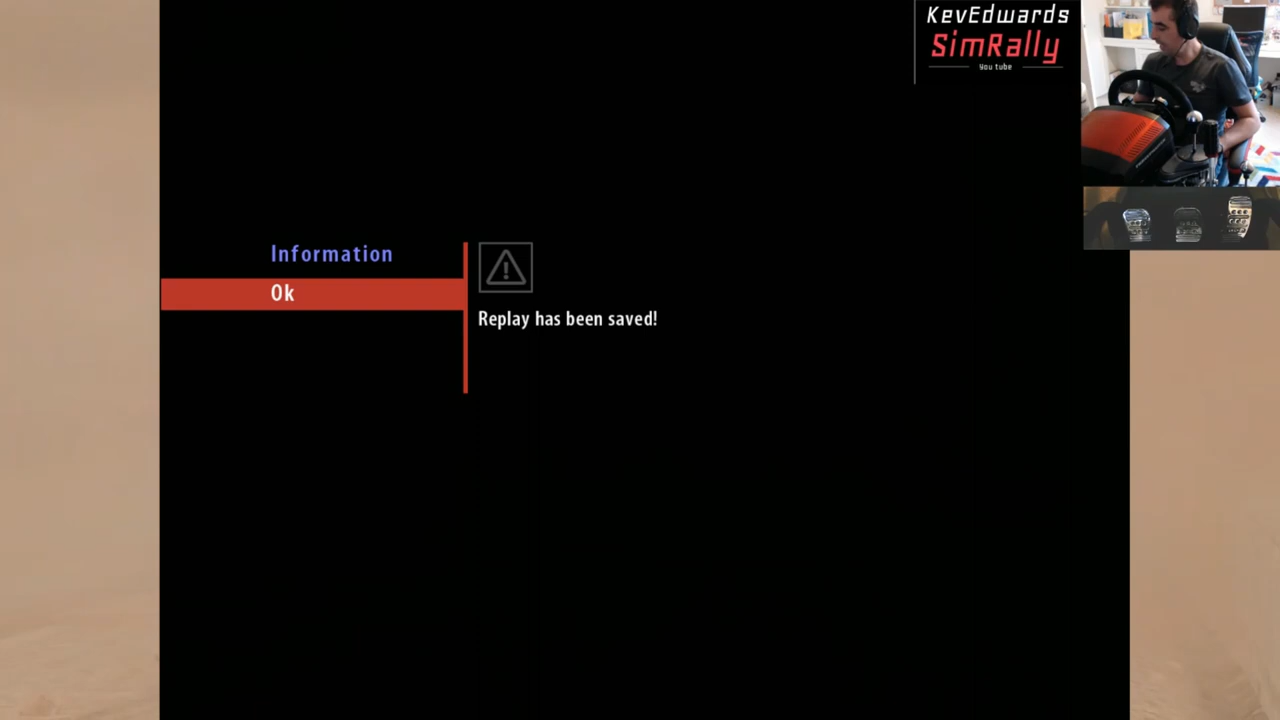 KevEdwards
SimRally
You tube
Information
Ok
Replay has been saved!